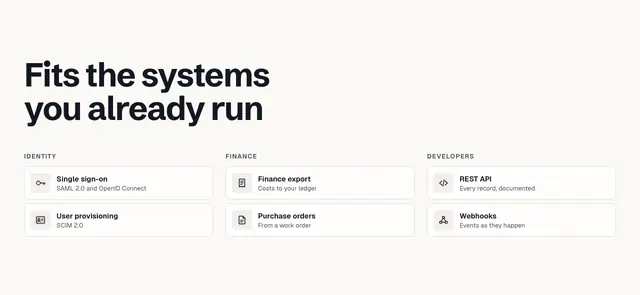 Fits the systems
you already run
IDENTITY
Single sign-on
SAML 2.0 and OpenID Connect
User provisioning
SCIM 2.0
FINANCE
Finance export
Costs to your ledger
Purchase orders
From a work order
DEVELOPERS
REST API
Every record, documented
Webhooks
Events as they happen